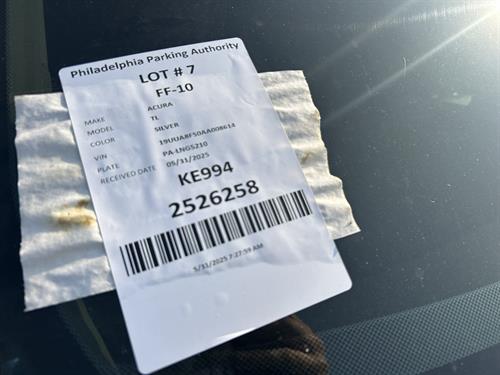 Philadelphia Parking Authority
LOT # 7
FF-10
MAKE ACURA
MODEL TL
COLOR SILVER
VIN 19UUA8F50AA008614
PLATE PA-LNG5210
RECEIVED DATE 05/31/2025
KE994
2526258
5/31/2025 7:27:59 AM